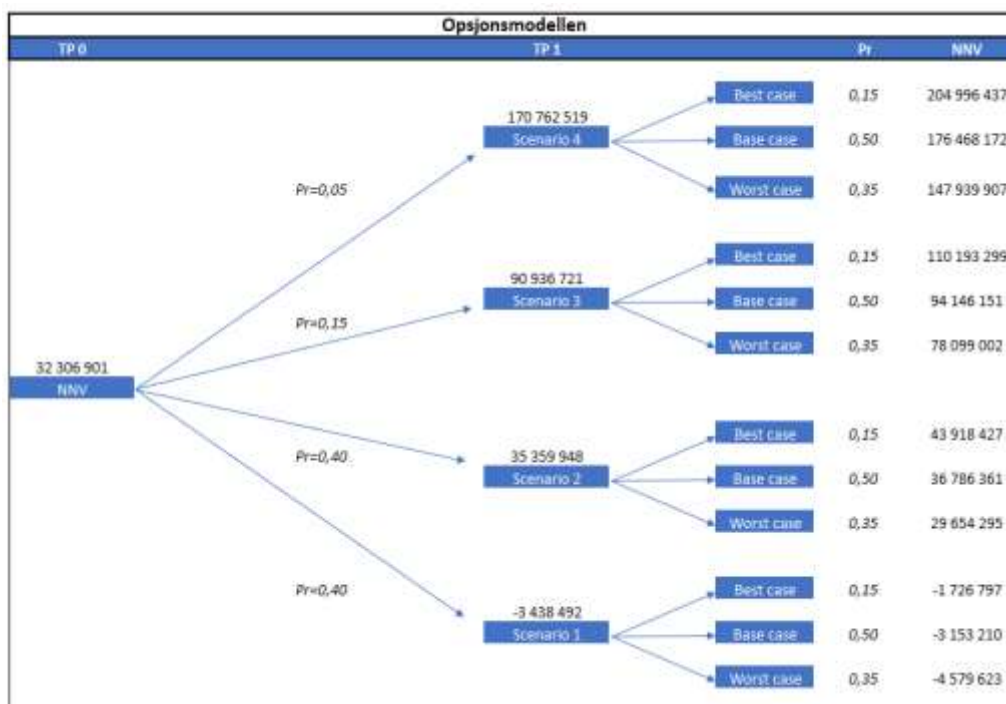 Opsjonsmodellen
TP 0 TP 1 Pr NNV
Best case 0,15 204 996 437
170 762 519
Scenario 4 Base case 0,50 176 468 172
Pr=0,05 Worst case 0,35 147 939 907
Best case 0,15 110 193 299
90 936 721
Scenario 3 Base case 0,50 94 146 151
Pr=0,15
Worst case 0,35 78 099 002
32 306 901
NNV
Best case 0,15 43 918 427
Pr=0,40 35 359 948
Scenario 2 Base case 0,50 36 786 361
Worst case 0,35 29 654 295
Pr=0,40 Best case 0,15 -1 726 797
-3 438 492
Scenario 1 Base case 0,50 -3 153 210
Worst case 0,35 -4 579 623